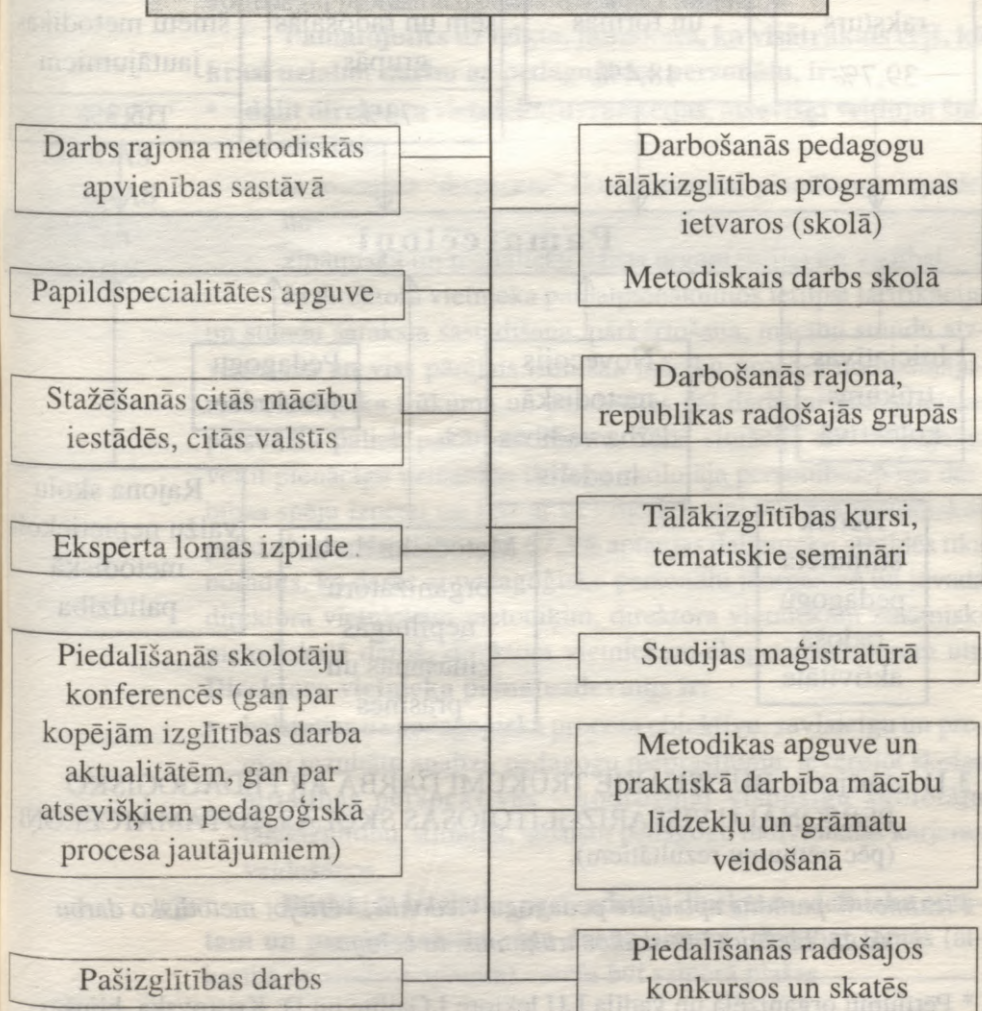 Darbs rajona metodiskās
apvienības sastāvā
Papildspecialitātes apguve
Stažēšanās citās mācību
iestādēs, citās valstīs
Eksperta lomas izpilde
Piedalīšanās skolotāju
konferencēs (gan par
kopējām izglītības darba
aktualitātēm, gan par
atsevišķiem pedagoģiskā
procesa jautājumiem)
Pašizglītības darbs
Darbošanās pedagogu
tālākizglītības programmas
ietvaros (skolā)
Metodiskais darbs skolā
Darbošanās rajona,
republikas radošajās grupās
Tālākizglītības kursi,
tematiskie semināri
Studijas maģistratūrā
Metodikas apguve un
praktiskā darbība mācību
līdzekļu un grāmatu
veidošanā
Piedalīšanās radošajos
konkursos un skatēs